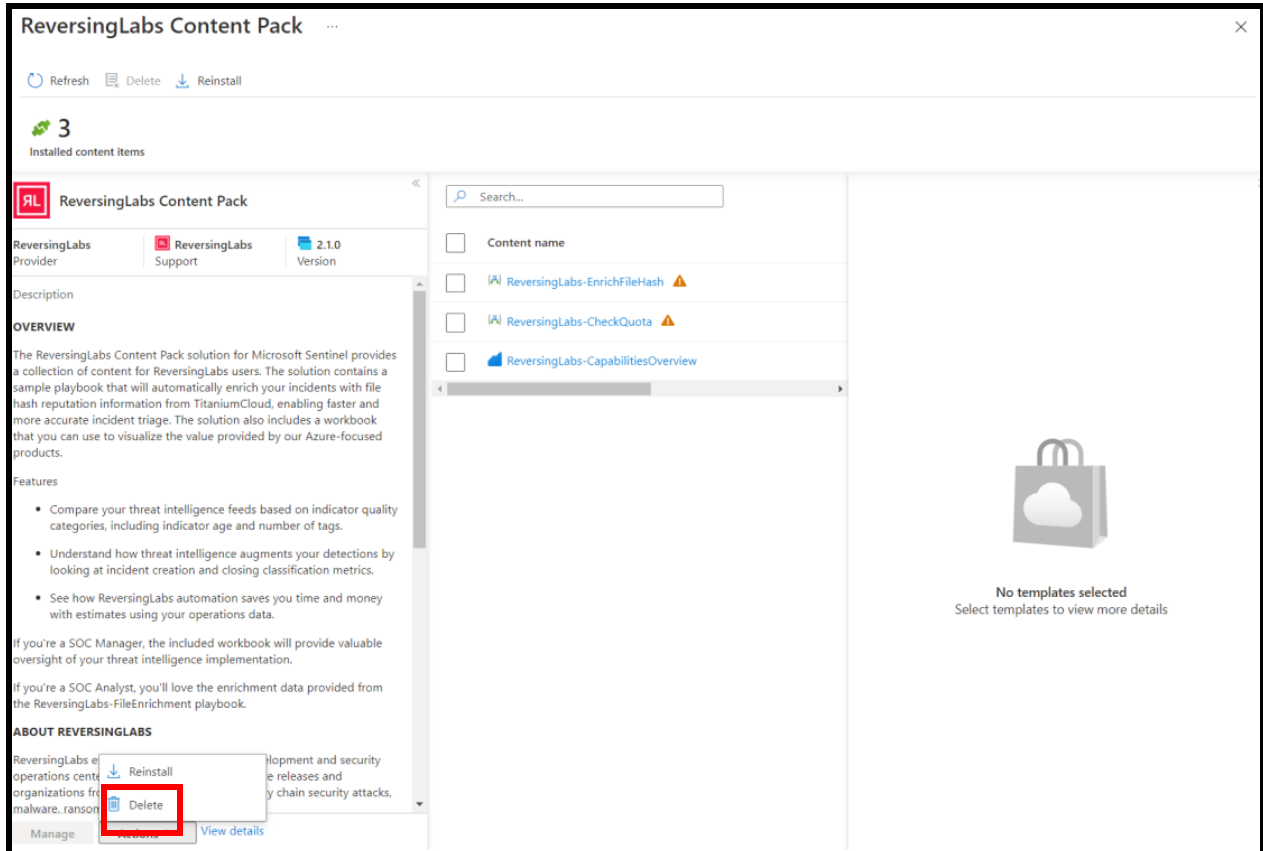 ReversingLabs Content Pack ...
Refresh Delete Reinstall
3
Installed content items
RL ReversingLabs Content Pack
ReversingLabs
Provider
ReversingLabs
Support
2.1.0
Version
Description
OVERVIEW
The ReversingLabs Content Pack solution for Microsoft Sentinel provides
a collection of content for ReversingLabs users. The solution contains a
sample playbook that will automatically enrich your incidents with file
hash reputation information from TitaniumCloud, enabling faster and
more accurate incident triage. The solution also includes a workbook
that you can use to visualize the value provided by our Azure-focused
products.
Features
• Compare your threat intelligence feeds based on indicator quality
categories, including indicator age and number of tags.
• Understand how threat intelligence augments your detections by
looking at incident creation and closing classification metrics.
• See how ReversingLabs automation saves you time and money
with estimates using your operations data.
If you're a SOC Manager, the included workbook will provide valuable
oversight of your threat intelligence implementation.
If you're a SOC Analyst, you'll love the enrichment data provided from
the ReversingLabs-FileEnrichment playbook.
ABOUT REVERSINGLABS
ReversingLabs e lopment and security
operations cente e releases and
organizations fr y chain security attacks,
malware, ransom
Reinstall
Delete
Manage Actions View details
Search...
Content name
ReversingLabs-EnrichFileHash
ReversingLabs-CheckQuota
ReversingLabs-CapabilitiesOverview
No templates selected
Select templates to view more details